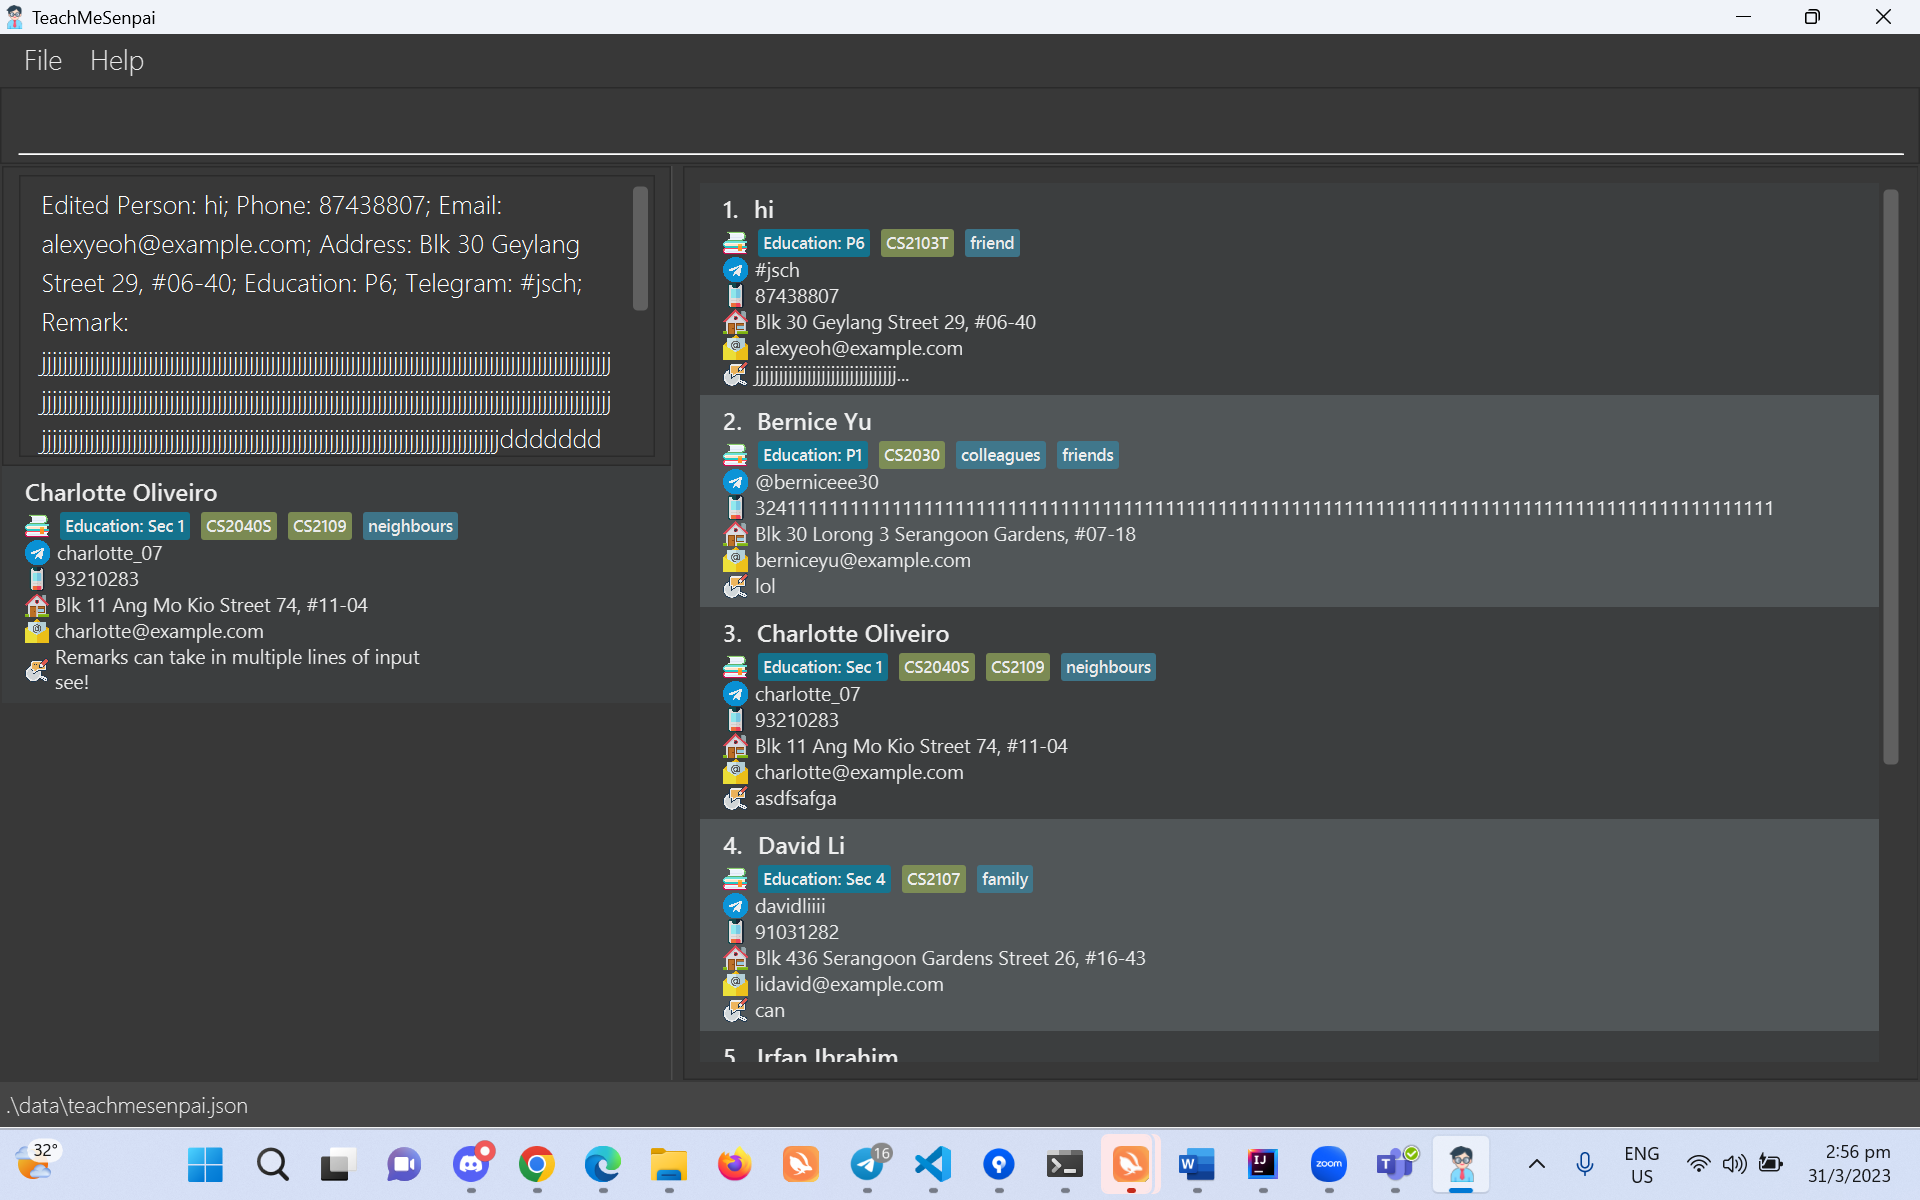 TeachMeSenpai
File Help
Edited Person: hi; Phone: 87438807; Email:
alexyeoh@example.com; Address: Blk 30 Geylang
Street 29, #06-40; Education: P6; Telegram: #jsch;
Remark:
Charlotte Oliveiro
Education: Sec 1 CS2040S CS2109 neighbours
charlotte_07
93210283
Blk 11 Ang Mo Kio Street 74, #11-04
charlotte@example.com
Remarks can take in multiple lines of input
see!
1. hi
Education: P6 CS2103T friend
#jsch
87438807
Blk 30 Geylang Street 29, #06-40
alexyeoh@example.com
2. Bernice Yu
Education: P1 CS2030 colleagues friends
@berniceee30
Blk 30 Lorong 3 Serangoon Gardens, #07-18
berniceyu@example.com
lol
3. Charlotte Oliveiro
Education: Sec 1 CS2040S CS2109 neighbours
charlotte_07
93210283
Blk 11 Ang Mo Kio Street 74, #11-04
charlotte@example.com
asdfsafga
4. David Li
Education: Sec 4 CS2107 family
davidliiii
91031282
Blk 436 Serangoon Gardens Street 26, #16-43
lidavid@example.com
can
5. Irfan Ibrahim
.\data\teachmesenpai.json
32°
16
zoom
ENG
US
2:56 pm
31/3/2023